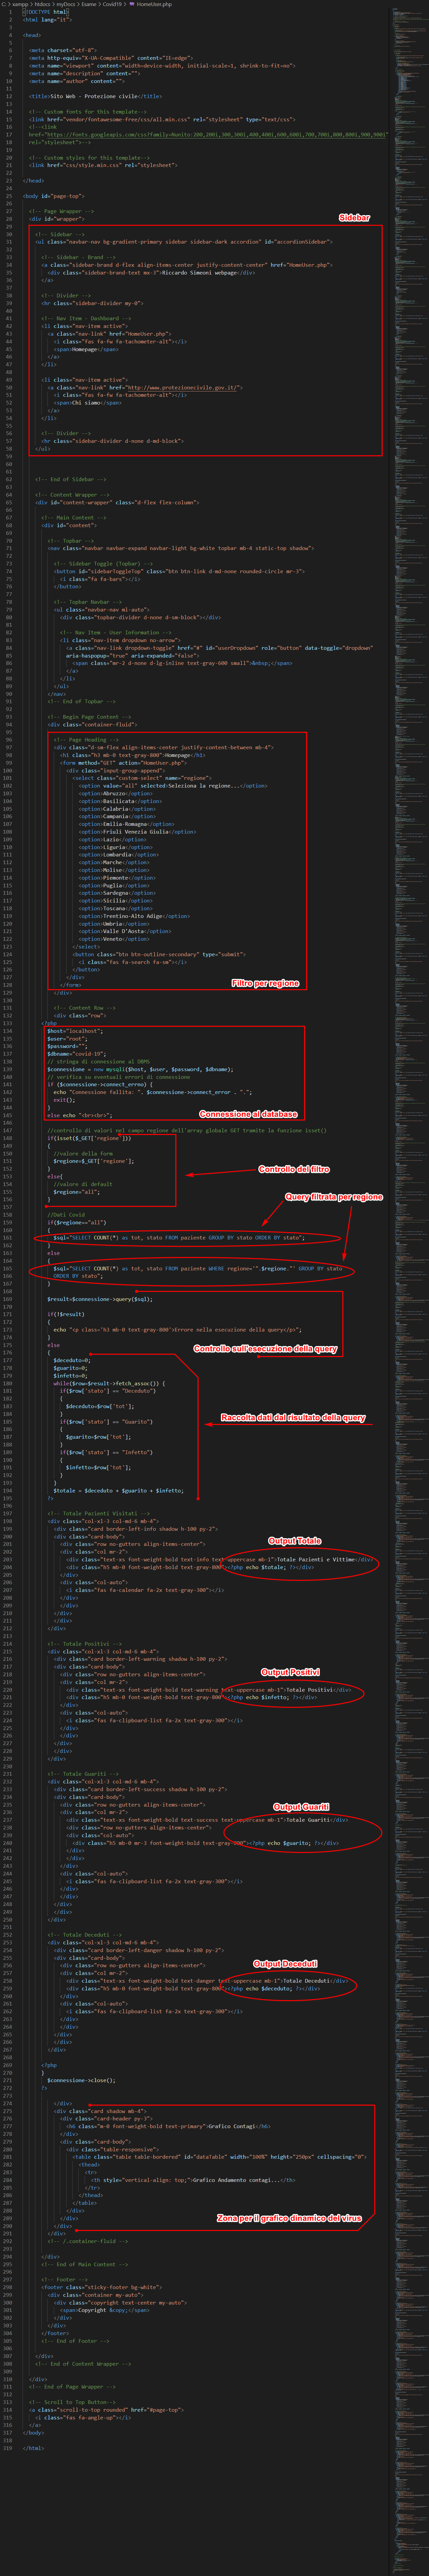 C: > xampp > htdocs > myDocs > Esame > Covid19 > HomeUser.php
1 <!DOCTYPE html>
2 <html lang="it">
3
4 <head>
5
6 <meta charset="utf-8">
7 <meta http-equiv="X-UA-Compatible" content="IE=edge">
8 <meta name="viewport" content="width=device-width, initial-scale=1, shrink-to-fit=no">
9 <meta name="description" content="">
10 <meta name="author" content="">
11
12 <title>Sito Web - Protezione civile</title>
13
14 <!-- Custom fonts for this template-->
15 <link href="vendor/fontawesome-free/css/all.min.css" rel="stylesheet" type="text/css">
16 <!--<link
href="https://fonts.googleapis.com/css?family=Nunito:200,200i,300,300i,400,400i,600,600i,700,700i,800,800i,900,900i"
rel="stylesheet">-->
Sidebar
<!-- Custom styles for this template-->
<link href="css/style.min.css" rel="stylesheet">
</head>
<body id="page-top">
<!-- Page Wrapper -->
<div id="wrapper">
<!-- Sidebar -->
<ul class="navbar-nav bg-gradient-primary sidebar sidebar-dark accordion" id="accordionSidebar">
<!-- Sidebar - Brand -->
<a class="sidebar-brand d-flex align-items-center justify-content-center" href="HomeUser.php">
<div class="sidebar-brand-text mx-3">Riccardo Simeoni webpage</div>
</a>
<!-- Divider -->
<hr class="sidebar-divider my-0">
<!-- Nav Item - Dashboard -->
<li class="nav-item active">
<a class="nav-link" href="HomeUser.php">
<i class="fas fa-fw fa-tachometer-alt"></i>
<span>Homepage</span>
</a>
</li>
<li class="nav-item active">
<a class="nav-link" href="http://www.protezionecivile.gov.it/">
<i class="fas fa-fw fa-tachometer-alt"></i>
<span>Chi siamo</span>
</a>
</li>
<!-- Divider -->
<hr class="sidebar-divider d-none d-md-block">
</ul>
<!-- End of Sidebar -->
<!-- Content Wrapper -->
<div id="content-wrapper" class="d-flex flex-column">
<!-- Main Content -->
<div id="content">
<!-- Topbar -->
<nav class="navbar navbar-expand navbar-light bg-white topbar mb-4 static-top shadow">
<!-- Sidebar Toggle (Topbar) -->
<button id="sidebarToggleTop" class="btn btn-link d-md-none rounded-circle mr-3">
<i class="fa fa-bars"></i>
</button>
<!-- Topbar Navbar -->
<ul class="navbar-nav ml-auto">
<div class="topbar-divider d-none d-sm-block"></div>
<!-- Nav Item - User Information -->
<li class="nav-item dropdown no-arrow">
<a class="nav-link dropdown-toggle" href="#" id="userDropdown" role="button" data-toggle="dropdown"
aria-haspopup="true" aria-expanded="false">
<span class="mr-2 d-none d-lg-inline text-gray-600 small">&nbsp;</span>
</a>
</li>
</ul>
</nav>
<!-- End of Topbar -->
<!-- Begin Page Content -->
<div class="container-fluid">
<!-- Page Heading -->
<div class="d-sm-flex align-items-center justify-content-between mb-4">
<h1 class="h3 mb-0 text-gray-800">Homepage</h1>
<form method="GET" action="HomeUser.php">
<div class="input-group-append">
<select class="custom-select" name="regione">
<option value="all" selected>Seleziona la regione...</option>
<option>Abruzzo</option>
<option>Basilicata</option>
<option>Calabria</option>
<option>Campania</option>
<option>Emilia-Romagna</option>
<option>Friuli Venezia Giulia</option>
<option>Lazio</option>
<option>Liguria</option>
<option>Lombardia</option>
<option>Marche</option>
<option>Molise</option>
<option>Piemonte</option>
<option>Puglia</option>
<option>Sardegna</option>
<option>Sicilia</option>
<option>Toscana</option>
<option>Trentino-Alto Adige</option>
<option>Umbria</option>
<option>Valle D'Aosta</option>
<option>Veneto</option>
</select>
<button class="btn btn-outline-secondary" type="submit">
<i class="fas fa-search fa-sm"></i>
</button>
</div>
Filtro per regione
</form>
</div>
<!-- Content Row -->
<div class="row">
<?php
$host="localhost";
$user="root";
$password="";
$dbname="covid-19";
// stringa di connessione al DBMS
$connessione = new mysqli($host, $user, $password, $dbname);
// verifica su eventuali errori di connessione
if ($connessione->connect_errno) {
echo "Connessione fallita: ". $connessione->connect_error . ".";
exit();
}
Connessione al database
else echo "<br><br>";
//controllo di valori nel campo regione dell'array globale GET tramite la funzione isset()
if(isset($_GET['regione']))
{
//valore della form
$regione=$_GET['regione'];
}
Controllo del filtro
else{
//valore di default
$regione="all";
}
Query filtrata per regione
//Dati Covid
if($regione=="all")
{
$sql="SELECT COUNT(*) as tot, stato FROM paziente GROUP BY stato ORDER BY stato";
}
else
{
$sql="SELECT COUNT(*) as tot, stato FROM paziente WHERE regione='".$regione."' GROUP BY stato
ORDER BY stato";
}
$result=$connessione->query($sql);
if(!$result)
{
echo "<p class='h3 mb-0 text-gray-800'>Errore nella esecuzione della query</p>";
}
Controllo sull'esecuzione della query
else
{
$deceduto=0;
$guarito=0;
$infetto=0;
while($row=$result->fetch_assoc()) {
if($row['stato'] == "Deceduto")
{
$deceduto=$row['tot'];
}
Raccolta dati dal risultato della query
if($row['stato'] == "Guarito")
{
$guarito=$row['tot'];
}
if($row['stato'] == "Infetto")
{
$infetto=$row['tot'];
}
}
$totale = $deceduto + $guarito + $infetto;
?>
<!-- Totale Pazienti Visitati -->
<div class="col-xl-3 col-md-6 mb-4">
<div class="card border-left-info shadow h-100 py-2">
<div class="card-body">
<div class="row no-gutters align-items-center">
<div class="col mr-2">
Output Totale
<div class="text-xs font-weight-bold text-info text-uppercase mb-1">Totale Pazienti e Vittime</div>
<div class="h5 mb-0 font-weight-bold text-gray-800"><?php echo $totale; ?></div>
</div>
<div class="col-auto">
<i class="fas fa-calendar fa-2x text-gray-300"></i>
</div>
</div>
</div>
</div>
</div>
<!-- Totale Positivi -->
<div class="col-xl-3 col-md-6 mb-4">
<div class="card border-left-warning shadow h-100 py-2">
<div class="card-body">
<div class="row no-gutters align-items-center">
<div class="col mr-2">
Output Positivi
<div class="text-xs font-weight-bold text-warning text-uppercase mb-1">Totale Positivi</div>
<div class="h5 mb-0 font-weight-bold text-gray-800"><?php echo $infetto; ?></div>
</div>
<div class="col-auto">
<i class="fas fa-clipboard-list fa-2x text-gray-300"></i>
</div>
</div>
</div>
</div>
</div>
<!-- Totale Guariti -->
<div class="col-xl-3 col-md-6 mb-4">
<div class="card border-left-success shadow h-100 py-2">
<div class="card-body">
<div class="row no-gutters align-items-center">
<div class="col mr-2">
Output Guariti
<div class="text-xs font-weight-bold text-success text-uppercase mb-1">Totale Guariti</div>
<div class="row no-gutters align-items-center">
<div class="col-auto">
<div class="h5 mb-0 mr-3 font-weight-bold text-gray-800"><?php echo $guarito; ?></div>
</div>
</div>
</div>
<div class="col-auto">
<i class="fas fa-clipboard-list fa-2x text-gray-300"></i>
</div>
</div>
</div>
</div>
</div>
<!-- Totale Deceduti -->
<div class="col-xl-3 col-md-6 mb-4">
<div class="card border-left-danger shadow h-100 py-2">
<div class="card-body">
<div class="row no-gutters align-items-center">
<div class="col mr-2">
Output Deceduti
<div class="text-xs font-weight-bold text-danger text-uppercase mb-1">Totale Deceduti</div>
<div class="h5 mb-0 font-weight-bold text-gray-800"><?php echo $deceduto; ?></div>
</div>
<div class="col-auto">
<i class="fas fa-clipboard-list fa-2x text-gray-300"></i>
</div>
</div>
</div>
</div>
</div>
<?php
}
$connessione->close();
?>
</div>
<div class="card shadow mb-4">
<div class="card-header py-3">
<h6 class="m-0 font-weight-bold text-primary">Grafico Contagi</h6>
</div>
<div class="card-body">
<div class="table-responsive">
<table class="table table-bordered" id="dataTable" width="100%" height="250px" cellspacing="0">
<thead>
<tr>
<th style="vertical-align: top;">Grafico Andamento contagi...</th>
</tr>
</thead>
</table>
</div>
</div>
Zona per il grafico dinamico del virus
</div>
</div>
<!-- /.container-fluid -->
</div>
<!-- End of Main Content -->
<!-- Footer -->
<footer class="sticky-footer bg-white">
<div class="container my-auto">
<div class="copyright text-center my-auto">
<span>Copyright &copy;</span>
</div>
</div>
</footer>
<!-- End of Footer -->
</div>
<!-- End of Content Wrapper -->
</div>
<!-- End of Page Wrapper -->
<!-- Scroll to Top Button-->
<a class="scroll-to-top rounded" href="#page-top">
<i class="fas fa-angle-up"></i>
</a>
</body>
</html>